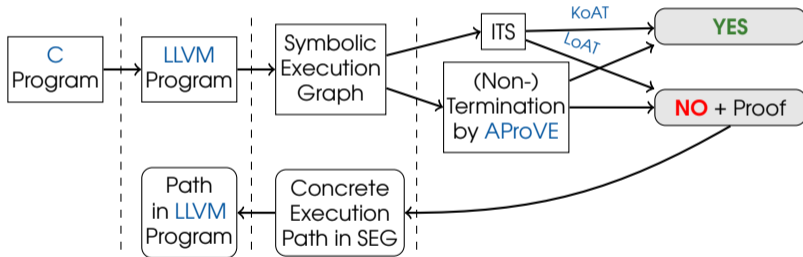 C
Program
LLVM
Program
Symbolic
Execution
Graph
ITS
KoAT
LoAT
(Non-)
Termination
by AProVE
YES
NO + Proof
Path
in LLVM
Program
Concrete
Execution
Path in SEG